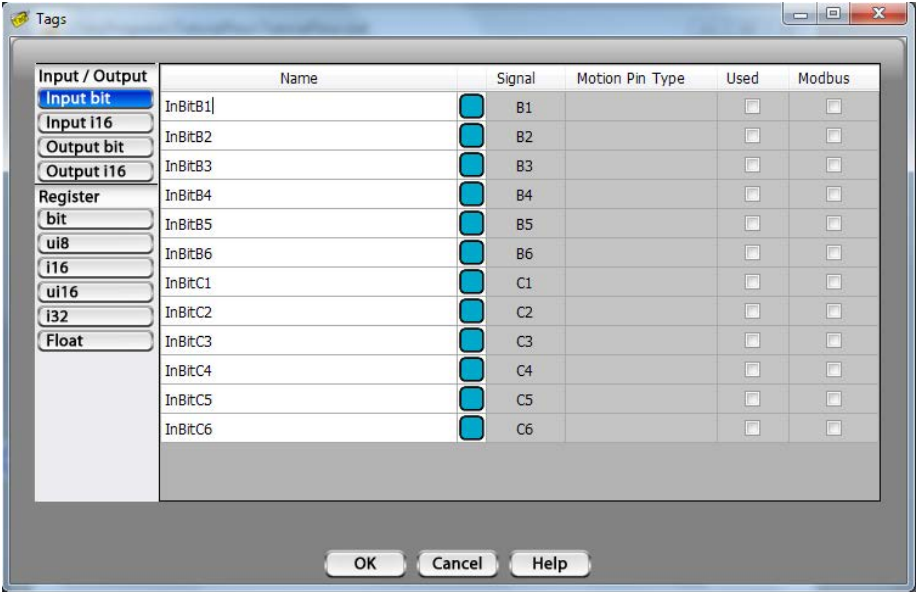 Tags
Input / Output
Input bit
Input i16
Output bit
Output i16
Register
bit
ui8
i16
ui16
i32
Float
Name Signal Motion Pin Type Used Modbus
InBitB1 B1
InBitB2 B2
InBitB3 B3
InBitB4 B4
InBitB5 B5
InBitB6 B6
InBitC1 C1
InBitC2 C2
InBitC3 C3
InBitC4 C4
InBitC5 C5
InBitC6 C6
OK Cancel Help